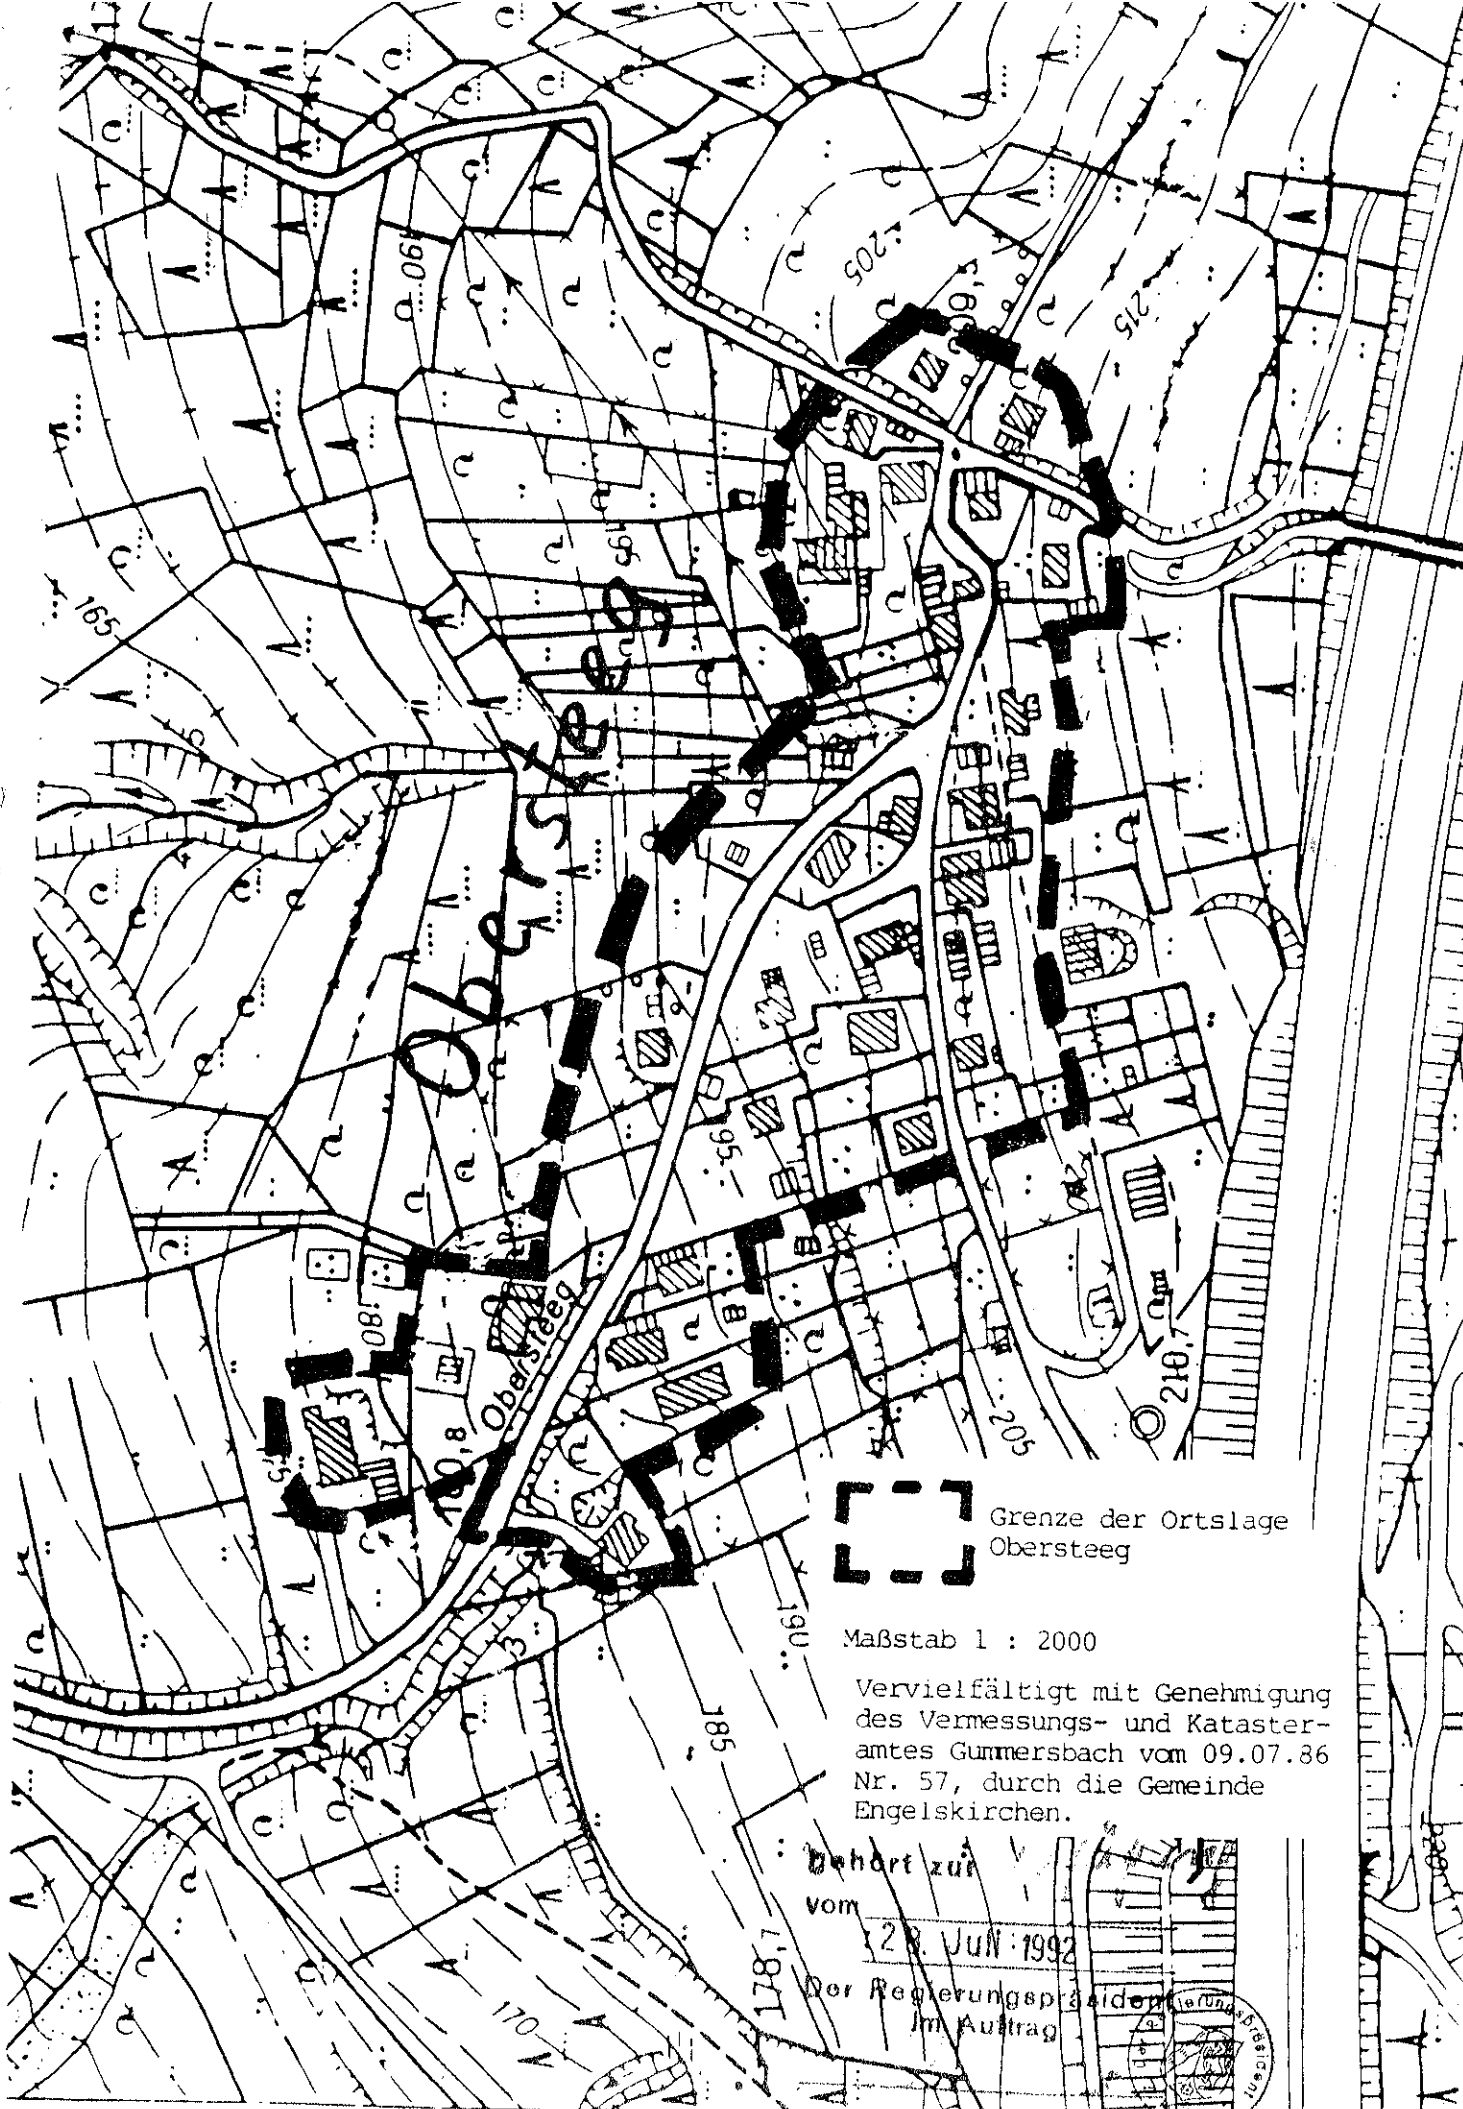 190
205
215
195
165
Obersteeg
95
80
Obersteeg
180,8
210,7
205
Grenze der Ortslage
Obersteeg
Maßstab 1 : 2000
190
Vervielfältigt mit Genehmigung
des Vermessungs- und Kataster-
amtes Gummersbach vom 09.07.86
Nr. 57, durch die Gemeinde
Engelskirchen.
185
Gehört zur
vom
JUN 1992
178,7
Der Regierungspräsident
Im Auftrag
170